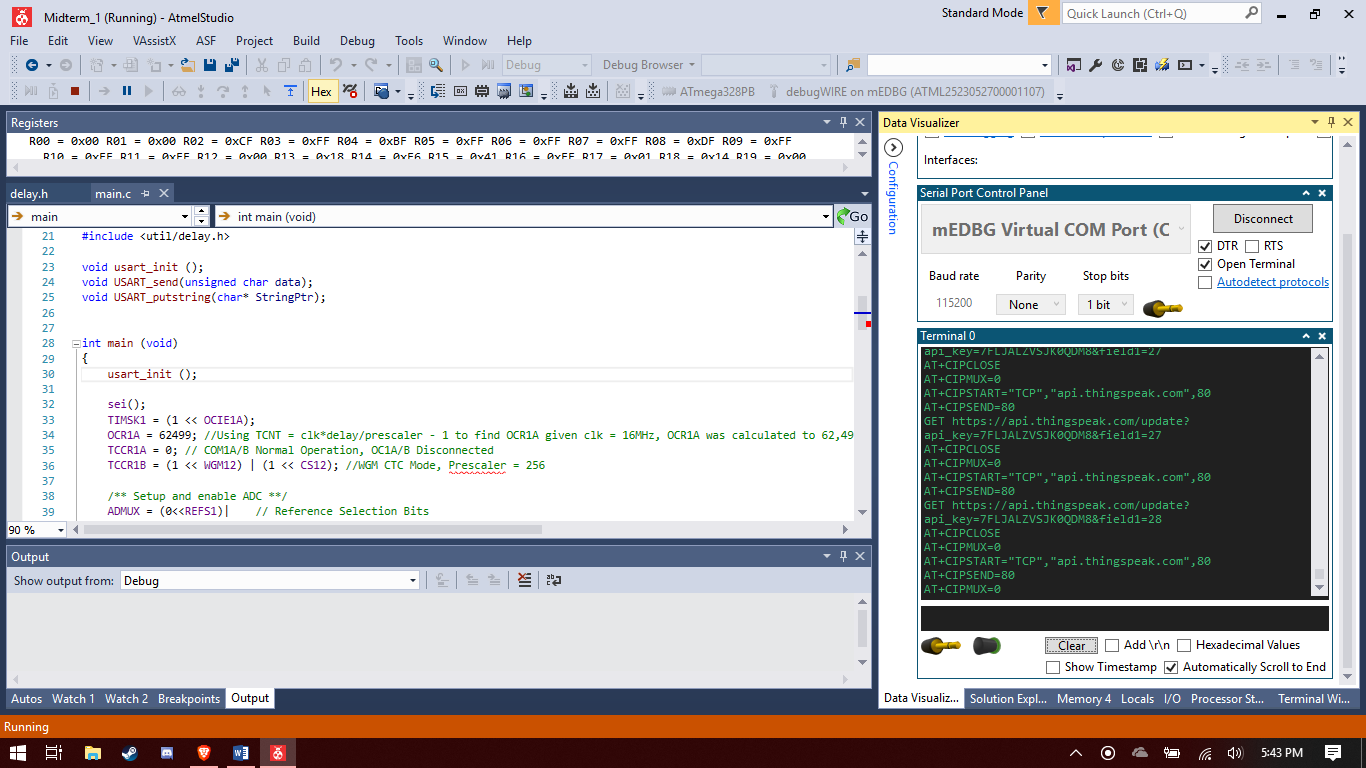 Midterm_1 (Running) - AtmelStudio
Standard Mode
Quick Launch (Ctrl+Q)
File Edit View VAssistX ASF Project Build Debug Tools Window Help
Debug Debug Browser
Hex ATmega328PB debugWIRE on mEDBG (ATML2523052700001107)
Registers
R00 = 0x00 R01 = 0x00 R02 = 0xCF R03 = 0xFF R04 = 0xBF R05 = 0xFF R06 = 0xFF R07 = 0xFF R08 = 0xDF R09 = 0xFF
R10 = 0xFF R11 = 0xFF R12 = 0x00 R13 = 0x18 R14 = 0xF6 R15 = 0x41 R16 = 0xFF R17 = 0x01 R18 = 0x14 R19 = 0x00
delay.h main.c
main int main (void) Go
21 #include <util/delay.h>
22
23 void usart_init ();
24 void USART_send(unsigned char data);
25 void USART_putstring(char* StringPtr);
26
27
28 int main (void)
29 {
30 usart_init ();
31
32 sei();
33 TIMSK1 = (1 << OCIE1A);
34 OCR1A = 62499; //Using TCNT = clk*delay/prescaler - 1 to find OCR1A given clk = 16MHz, OCR1A was calculated to 62,49
35 TCCR1A = 0; // COM1A/B Normal Operation, OC1A/B Disconnected
36 TCCR1B = (1 << WGM12) | (1 << CS12); //WGM CTC Mode, Prescaler = 256
37
38 /** Setup and enable ADC **/
39 ADMUX = (0<<REFS1)| // Reference Selection Bits
90 %
Output
Show output from: Debug
Autos Watch 1 Watch 2 Breakpoints Output
Data Visualizer
Configuration
Interfaces:
Serial Port Control Panel
mEDBG Virtual COM Port (C
Disconnect
DTR RTS
Open Terminal
Autodetect protocols
Baud rate Parity Stop bits
115200 None 1 bit
Terminal 0
api_key=7FLJALZVSJK0QDM8&field1=27
AT+CIPCLOSE
AT+CIPMUX=0
AT+CIPSTART="TCP","api.thingspeak.com",80
AT+CIPSEND=80
GET https://api.thingspeak.com/update?
api_key=7FLJALZVSJK0QDM8&field1=27
AT+CIPCLOSE
AT+CIPMUX=0
AT+CIPSTART="TCP","api.thingspeak.com",80
AT+CIPSEND=80
GET https://api.thingspeak.com/update?
api_key=7FLJALZVSJK0QDM8&field1=28
AT+CIPCLOSE
AT+CIPMUX=0
AT+CIPSTART="TCP","api.thingspeak.com",80
AT+CIPSEND=80
AT+CIPMUX=0
Clear Add \r\n Hexadecimal Values
Show Timestamp Automatically Scroll to End
Data Visualiz... Solution Expl... Memory 4 Locals I/O Processor St... Terminal Wi...
Running
5:43 PM